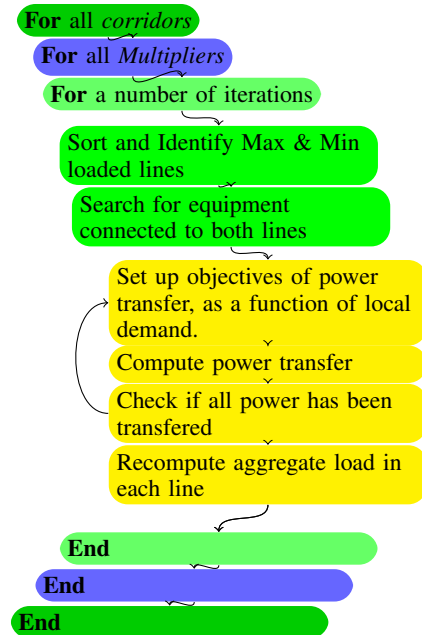 For all corridors
For all Multipliers
For a number of iterations
Sort and Identify Max & Min
loaded lines
Search for equipment
connected to both lines
Set up objectives of power
transfer, as a function of local
demand.
Compute power transfer
Check if all power has been
transfered
Recompute aggregate load in
each line
End
End
End